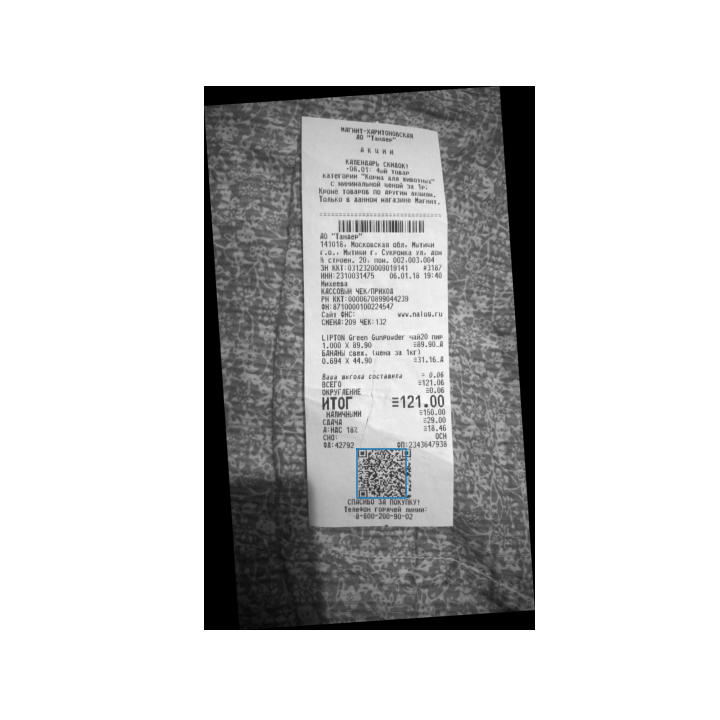 МАГНИТ-ХАРИТОНОВСКАЯ
АО "Тандер"
А К Ц И И
КАЛЕНДАРЬ СКИДОК!
-06.01: 4ый товар
категории "Корма для животных"
с минимальной ценой за 1р.
Кроме товаров по другим акциям.
Только в данном магазине Магнит.
АО "Тандер"
141018, Московская обл, Мытищи
г.о., Мытищи г, Сукромка ул, дом
строен. 20, пом. 002.003.004
ЗН ККТ:0312320009019141 #3187
ИНН:2310031475 06.01.18 19:40
Михеева
КАССОВЫЙ ЧЕК/ПРИХОД
РН ККТ:0000670899044239
ФН:8710000100224547
Сайт ФНС: www.nalog.ru
СМЕНА:209 ЧЕК:132
LIPTON Green Gunpowder чай20 пир
1.000 X 89.90 ≡89.90_А
БАНАНЫ свеж. (цена за 1кг)
0.694 X 44.90 ≡31.16_А
Ваша выгода составила = 0.06
ВСЕГО ≡121.06
ОКРУГЛЕНИЕ ≡0.06
ИТОГ ≡121.00
НАЛИЧНЫМИ ≡150.00
СДАЧА ≡29.00
А:НДС 18% ≡18.46
СНО: ОСН
ФД:42792 ФП:2343647938
СПАСИБО ЗА ПОКУПКУ!
Телефон горячей линии:
8-800-200-90-02